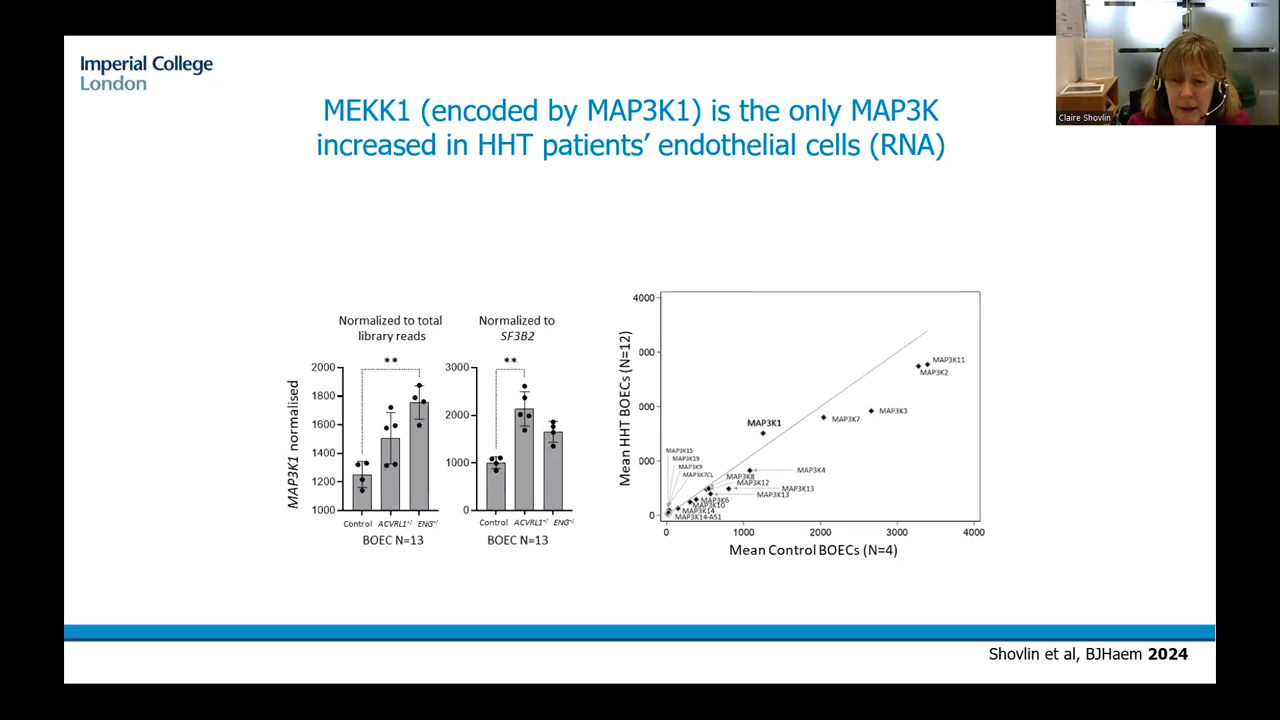 Imperial College
London
MEKK1 (encoded by MAP3K1) is the only MAP3K
increased in HHT patients’ endothelial cells (RNA)
Claire Shovlin
Normalized to total
library reads
Normalized to
SF3B2
MAP3K1 normalised
**
2000
1800
1600
1400
1200
1000
Control ACVRL1+/- ENG+/-
BOEC N=13
**
3000
2000
1000
0
Control ACVRL1+/- ENG+/-
BOEC N=13
Mean HHT BOECs (N=12)
4000
000
000
000
0
MAP3K11
MAP3K2
MAP3K3
MAP3K7
MAP3K1
MAP3K15
MAP3K19
MAP3K9
MAP3K7CL
MAP3K4
MAP3K8
MAP3K12
MAP3K13
MAP3K13
MAP3K6
MAP3K10
MAP3K14
MAP3K14-AS1
0 1000 2000 3000 4000
Mean Control BOECs (N=4)
Shovlin et al, BJHaem 2024